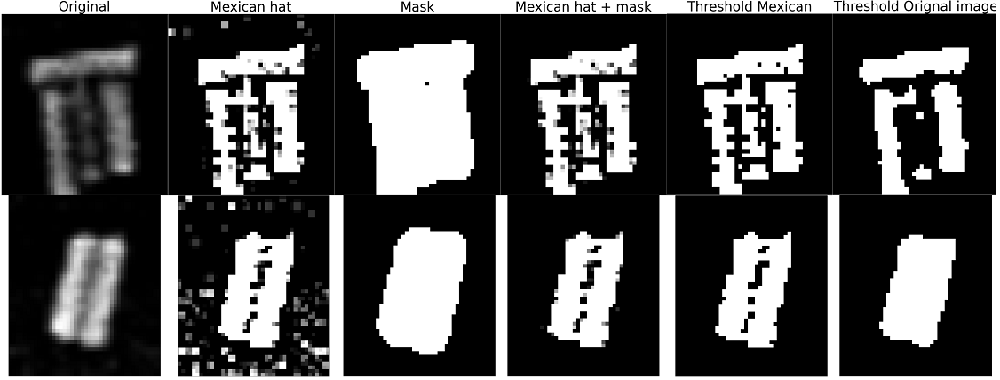 Original Mexican hat Mask Mexican hat + mask Threshold Mexican Threshold Orignal image